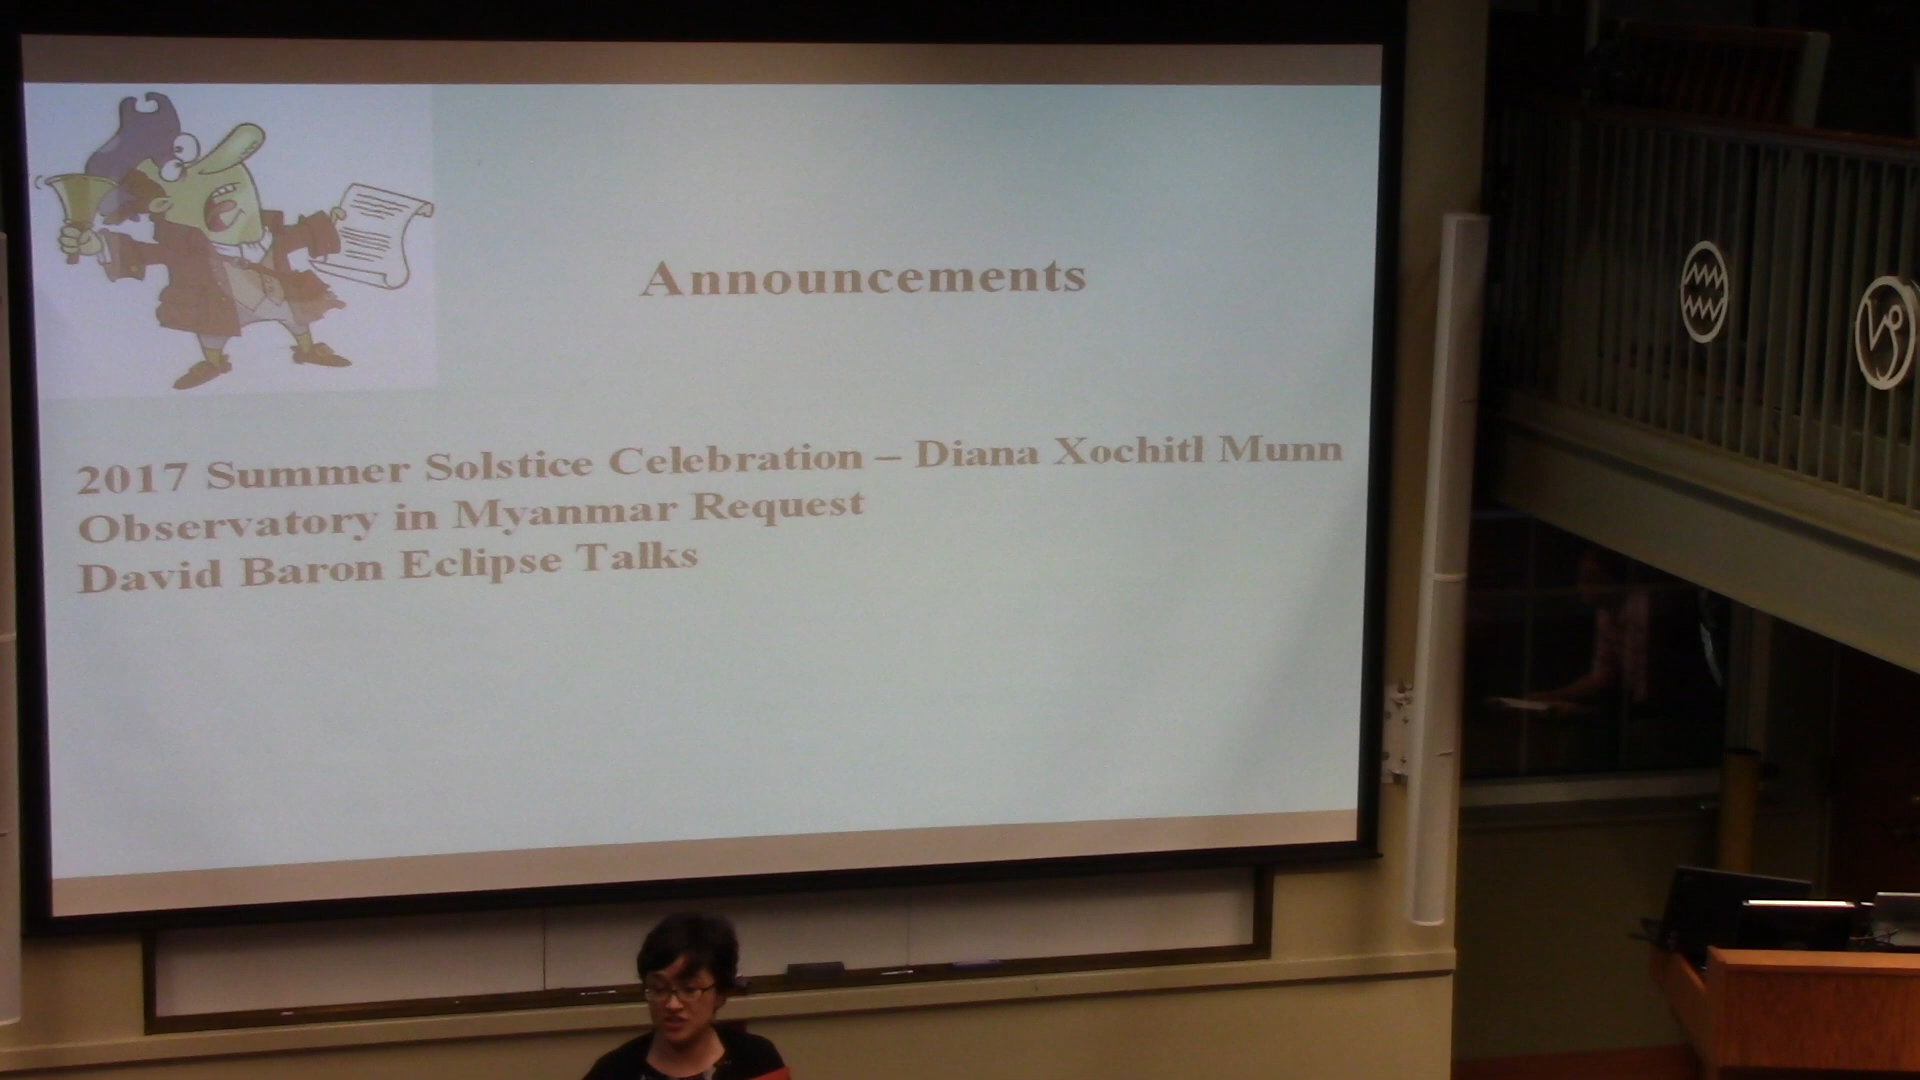 Announcements
2017 Summer Solstice Celebration – Diana Xochitl Munn
Observatory in Myanmar Request
David Baron Eclipse Talks